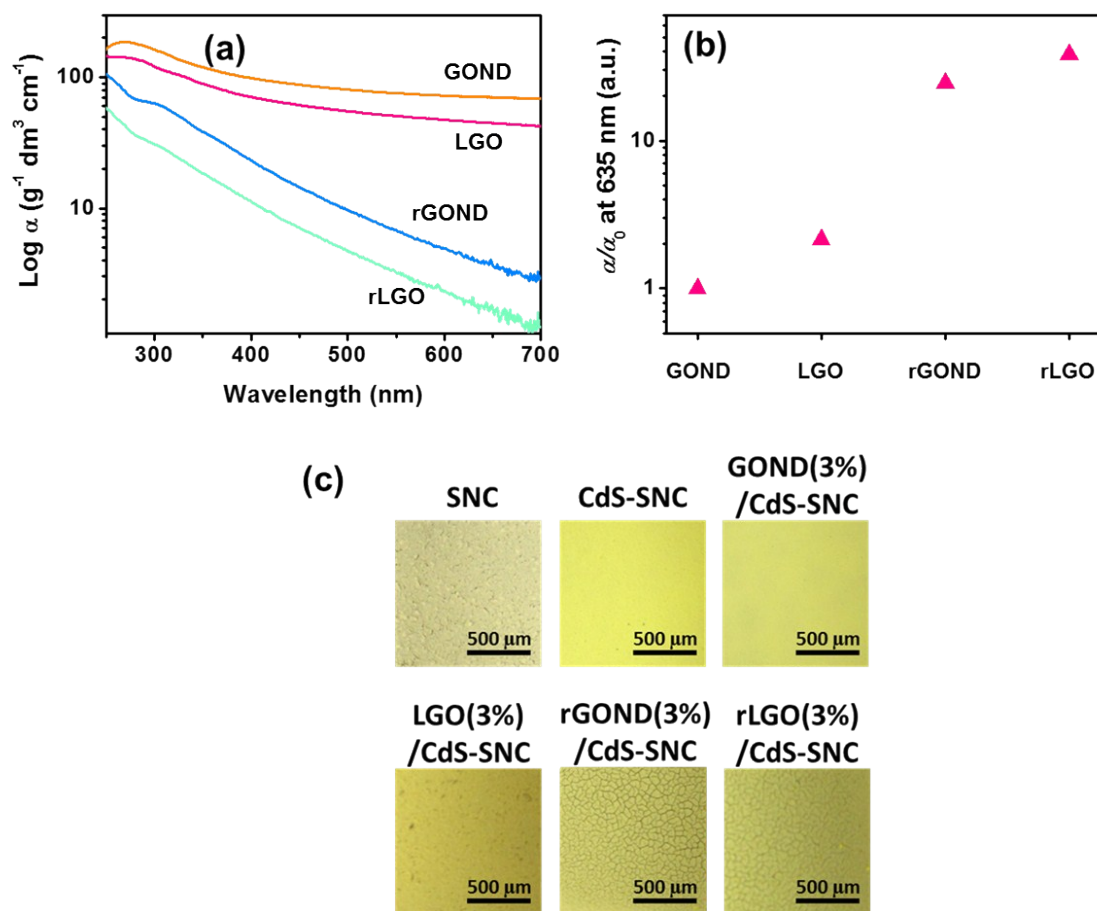 (a)
Log α (g⁻¹ dm³ cm⁻¹)
100
10
GOND
LGO
rGOND
rLGO
300 400 500 600 700
Wavelength (nm)
(b)
α/α₀ at 635 nm (a.u.)
10
1
GOND LGO rGOND rLGO
(c)
SNC
500 µm
CdS-SNC
500 µm
GOND(3%)
/CdS-SNC
500 µm
LGO(3%)
/CdS-SNC
500 µm
rGOND(3%)
/CdS-SNC
500 µm
rLGO(3%)
/CdS-SNC
500 µm